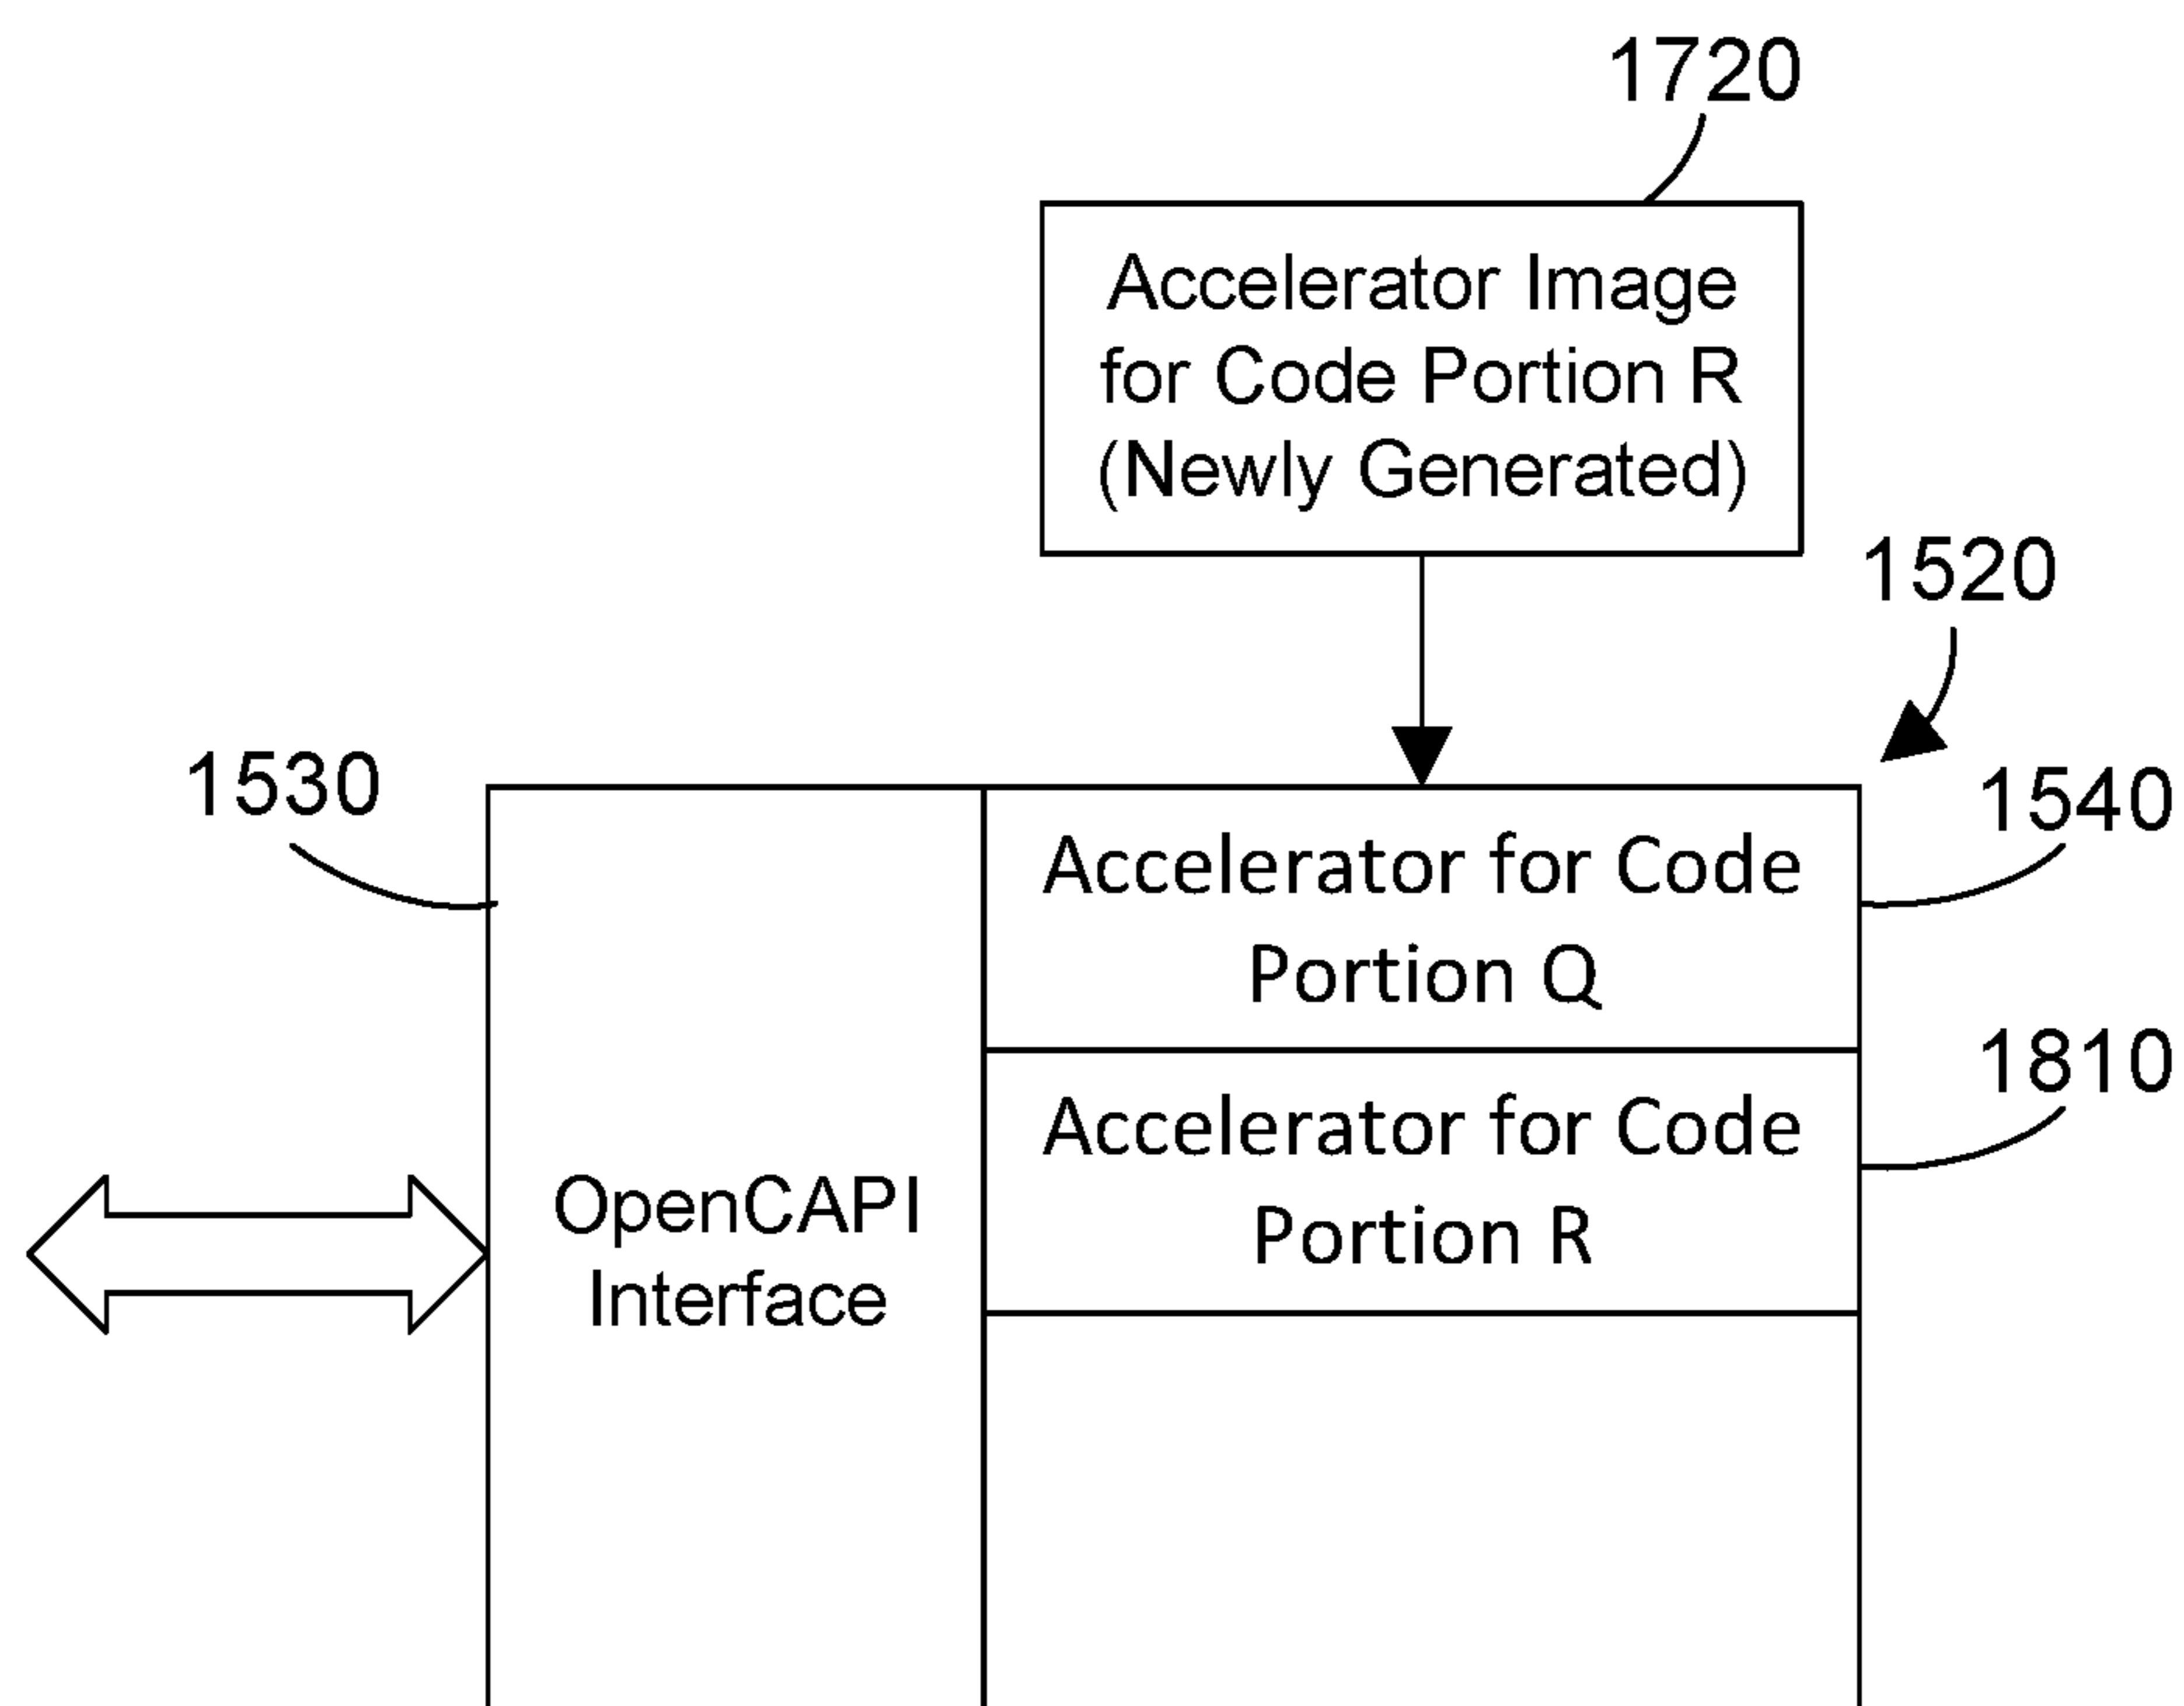 1720
Accelerator Image
for Code Portion R
(Newly Generated)
1520
1530
1540
Accelerator for Code
Portion Q
1810
Accelerator for Code
Portion R
OpenCAPI
Interface